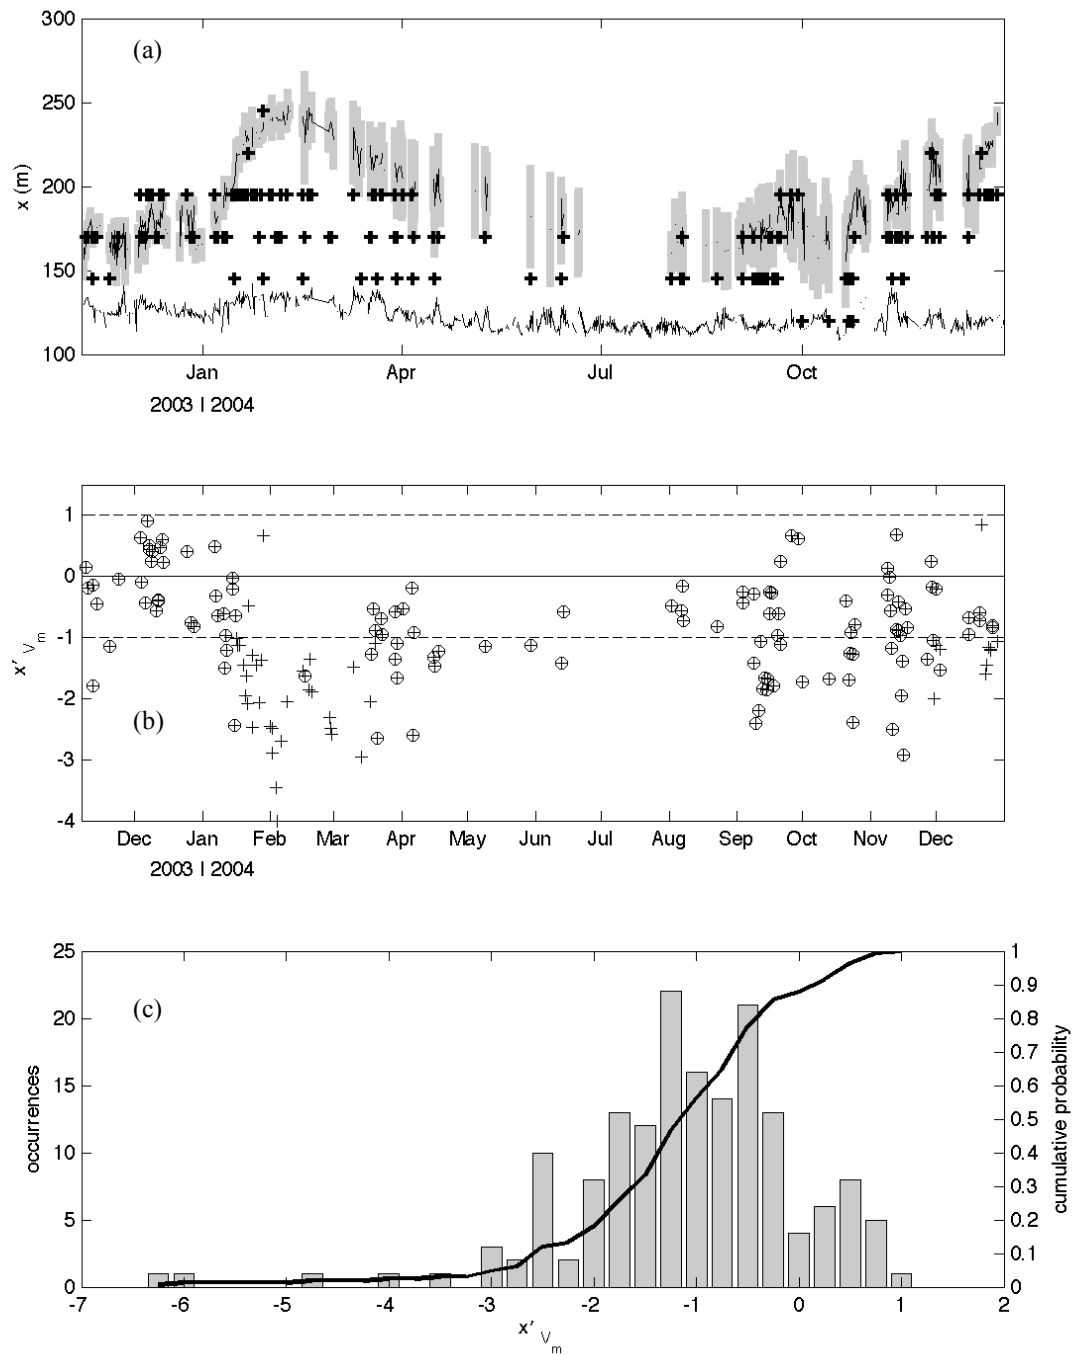 (a)
300
250
200
150
100
x (m)
Jan Apr Jul Oct
2003 | 2004
1
0
-1
-2
-3
-4
x' Vm
(b)
Dec Jan Feb Mar Apr May Jun Jul Aug Sep Oct Nov Dec
2003 | 2004
25
20
15
10
5
0
occurrences
(c)
1
0.9
0.8
0.7
0.6
0.5
0.4
0.3
0.2
0.1
0
cumulative probability
-7 -6 -5 -4 -3 -2 -1 0 1 2
x' Vm